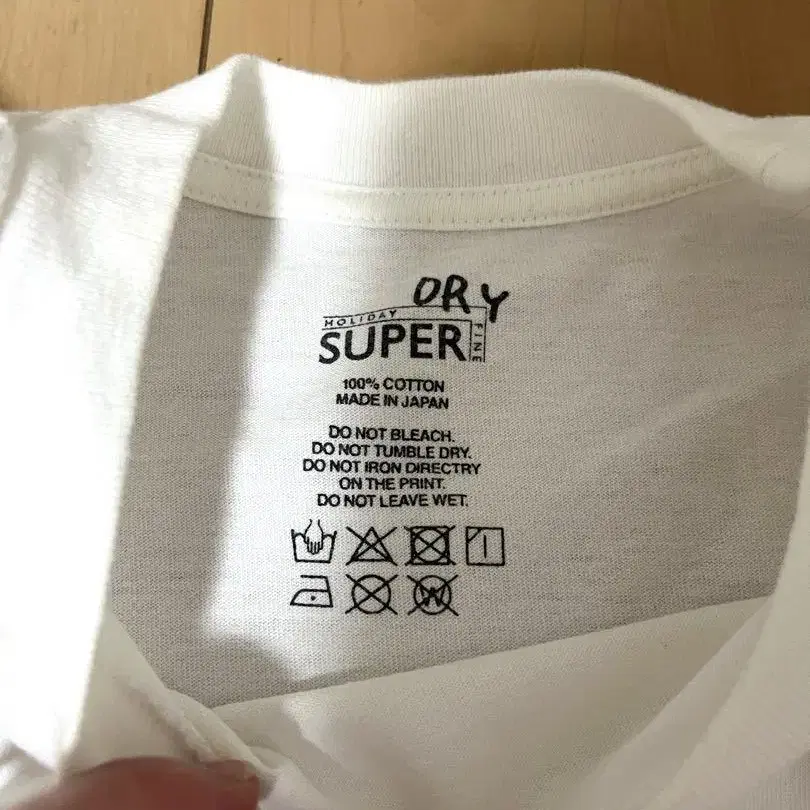 DRY
HOLIDAY
SUPER
FINE
100% COTTON
MADE IN JAPAN
DO NOT BLEACH.
DO NOT TUMBLE DRY.
DO NOT IRON DIRECTRY
ON THE PRINT.
DO NOT LEAVE WET.
W